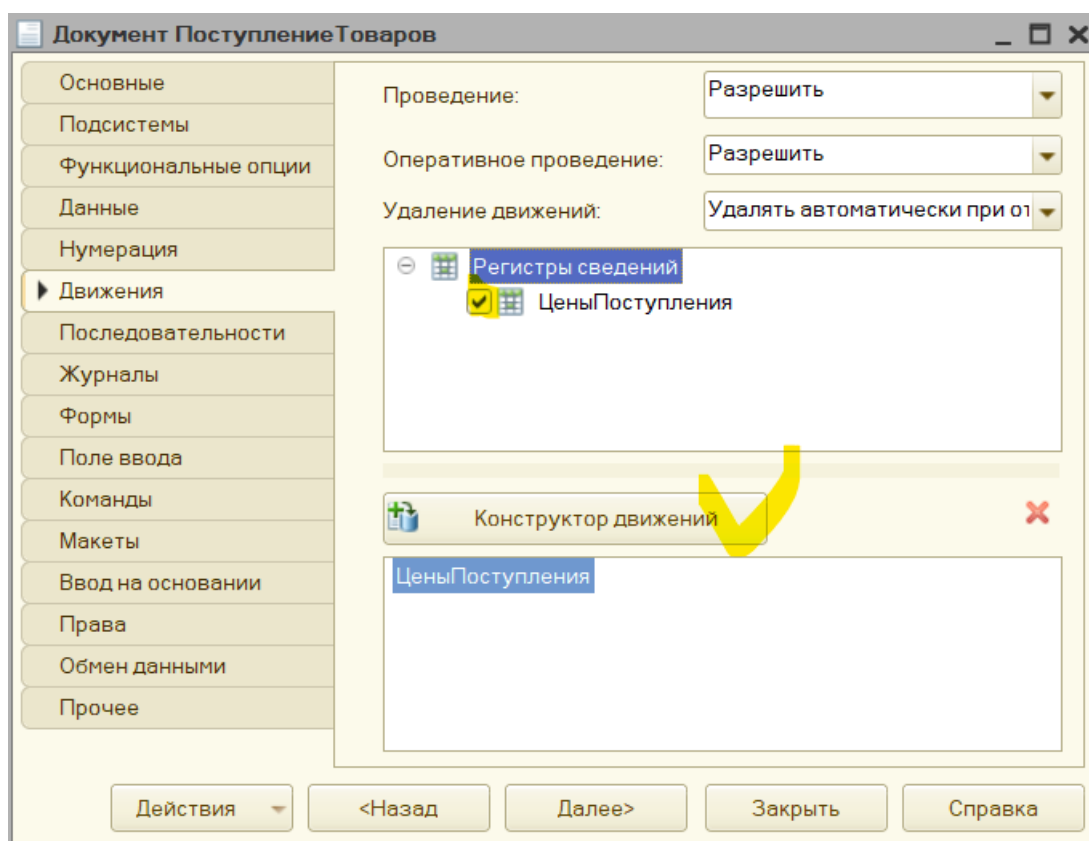 Документ ПоступлениеТоваров
Основные
Подсистемы
Функциональные опции
Данные
Нумерация
Движения
Последовательности
Журналы
Формы
Поле ввода
Команды
Макеты
Ввод на основании
Права
Обмен данными
Прочее
Проведение: Разрешить
Оперативное проведение: Разрешить
Удаление движений: Удалять автоматически при от
Регистры сведений
ЦеныПоступления
Конструктор движений
ЦеныПоступления
Действия <Назад Далее> Закрыть Справка